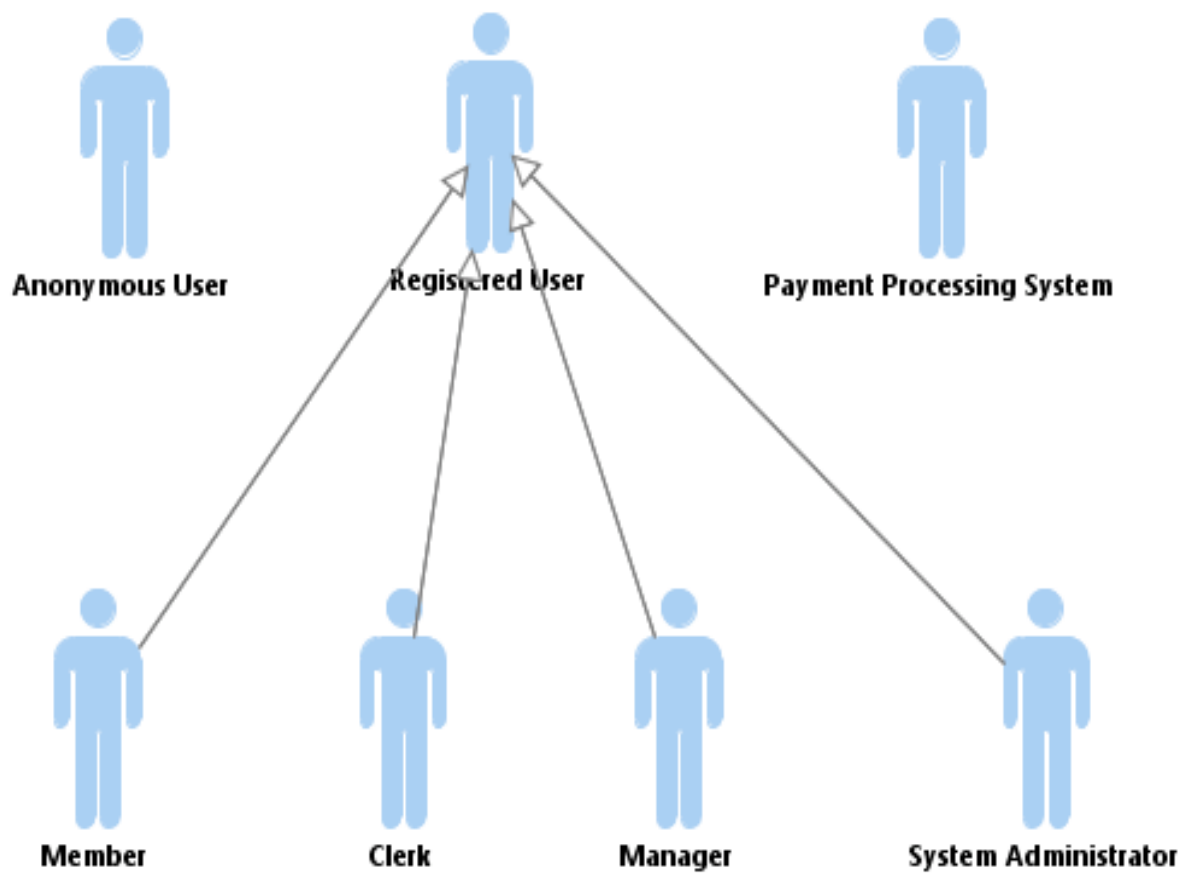 Anonymous User
Registered User
Payment Processing System
Member
Clerk
Manager
System Administrator